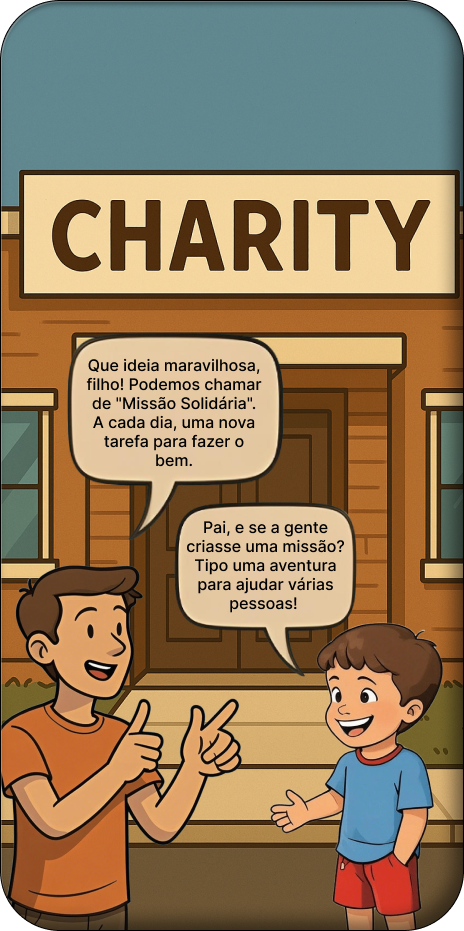 CHARITY
Que ideia maravilhosa,
filho! Podemos chamar
de "Missão Solidária".
A cada dia, uma nova
tarefa para fazer o
bem.
Pai, e se a gente
criasse uma missão?
Tipo uma aventura
para ajudar várias
pessoas!